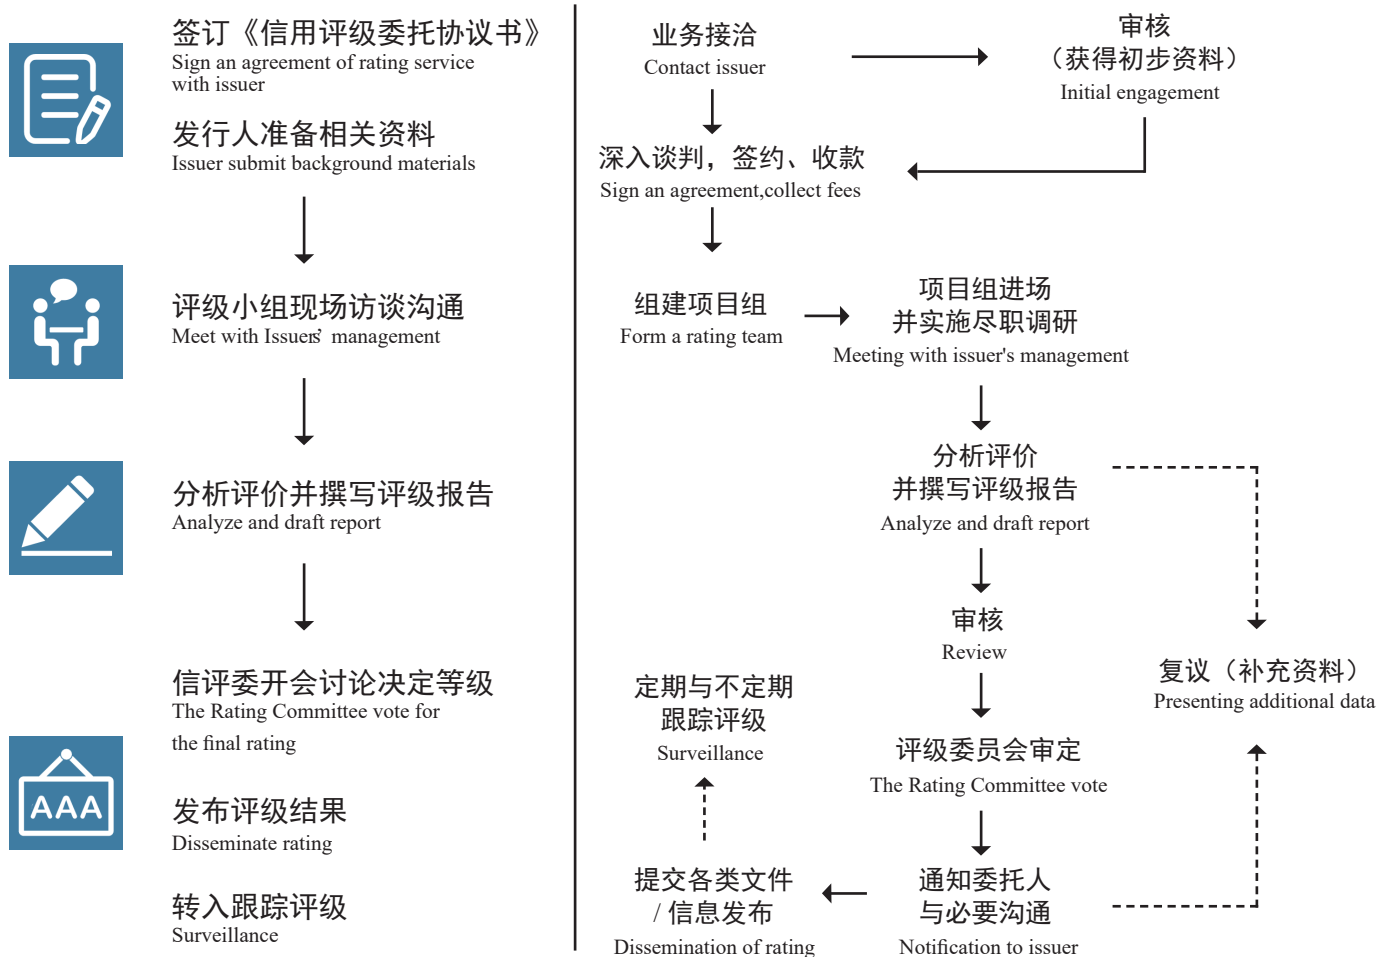 签订《信用评级委托协议书》
Sign an agreement of rating service
with issuer
发行人准备相关资料
Issuer submit background materials
评级小组现场访谈沟通
Meet with Issuers’ management
分析评价并撰写评级报告
Analyze and draft report
信评委开会讨论决定等级
The Rating Committee vote for
the final rating
AAA
发布评级结果
Disseminate rating
转入跟踪评级
Surveillance
业务接洽
Contact issuer
审核
（获得初步资料）
Initial engagement
深入谈判，签约、收款
Sign an agreement,collect fees
组建项目组
Form a rating team
项目组进场
并实施尽职调研
Meeting with issuer's management
分析评价
并撰写评级报告
Analyze and draft report
审核
Review
复议（补充资料）
Presenting additional data
定期与不定期
跟踪评级
Surveillance
评级委员会审定
The Rating Committee vote
提交各类文件
/ 信息发布
Dissemination of rating
通知委托人
与必要沟通
Notification to issuer